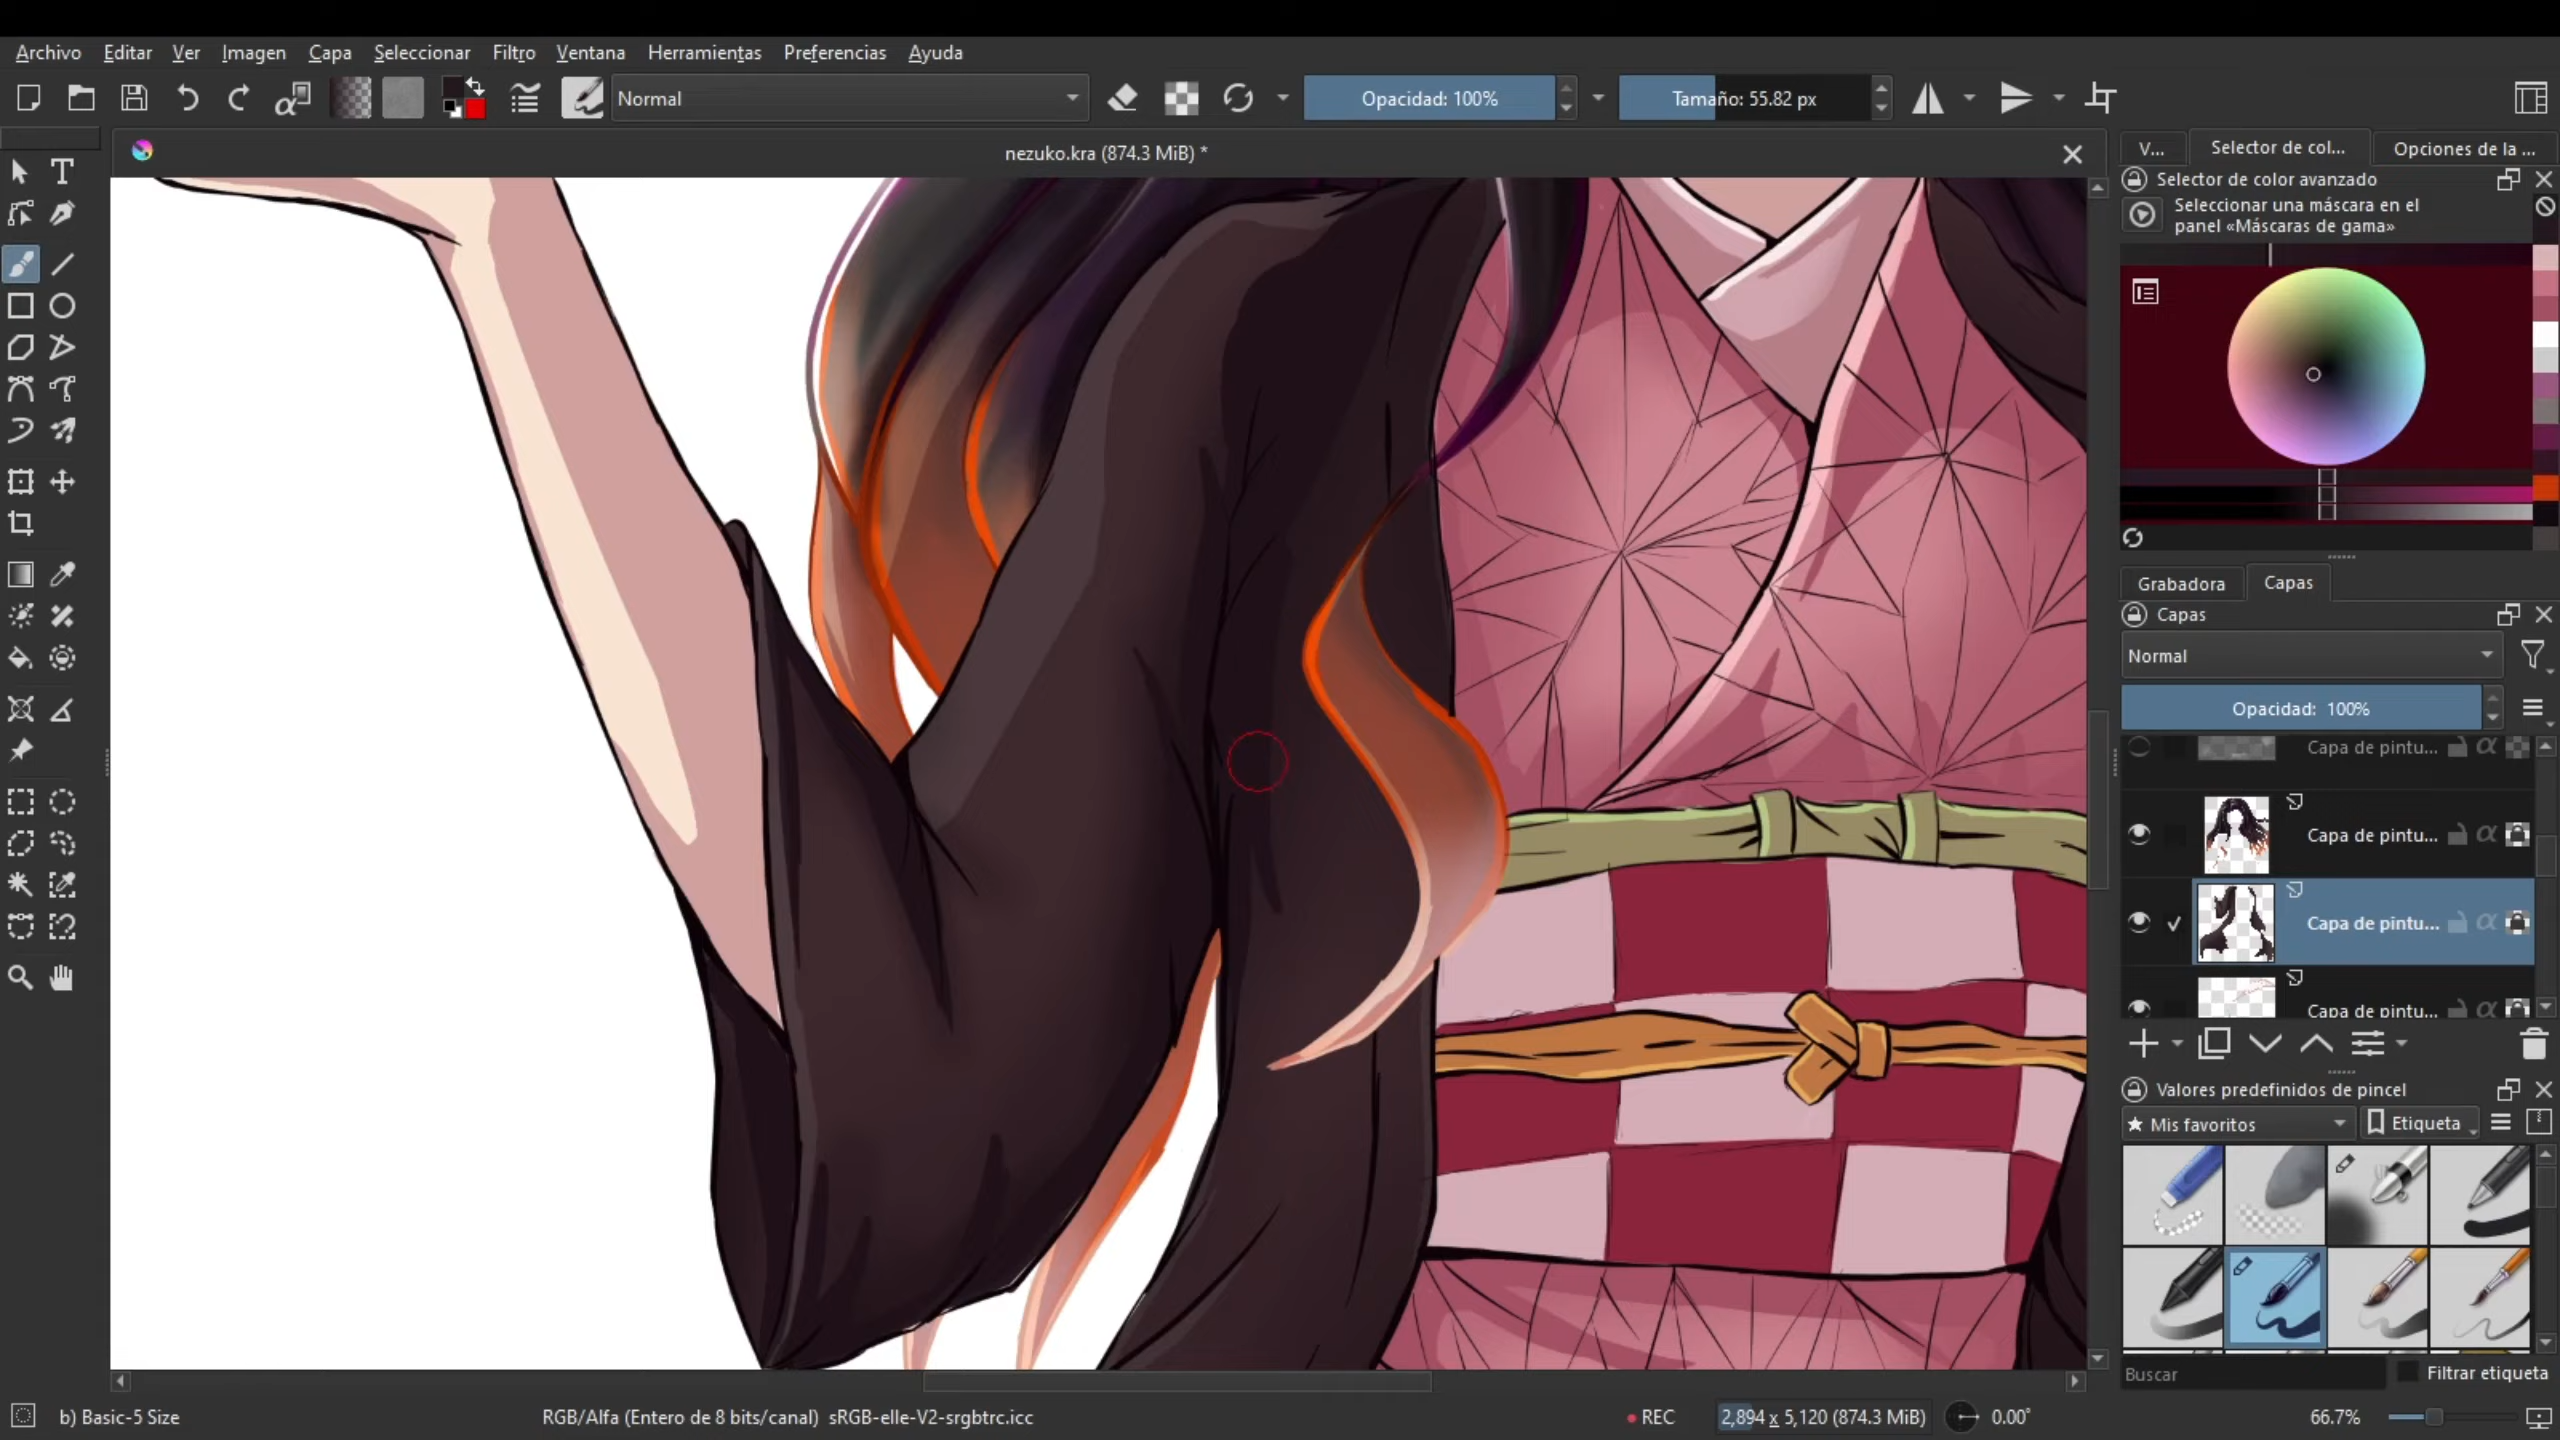 Archivo Editar Ver Imagen Capa Seleccionar Filtro Ventana Herramientas Preferencias Ayuda
Normal Opacidad: 100% Tamaño: 55.82 px
nezuko.kra (874.3 MiB) *
V... Selector de col... Opciones de la ...
Selector de color avanzado
Seleccionar una máscara en el
panel «Máscaras de gama»
Grabadora Capas
Capas
Normal
Opacidad: 100%
Capa de pintu...
Capa de pintu...
Capa de pintu...
Capa de pintu...
Valores predefinidos de pincel
★ Mis favoritos Etiqueta
Buscar Filtrar etiqueta
b) Basic-5 Size RGB/Alfa (Entero de 8 bits/canal) sRGB-elle-V2-srgbtrc.icc REC 2,894 x 5,120 (874.3 MiB) 0.00° 66.7%